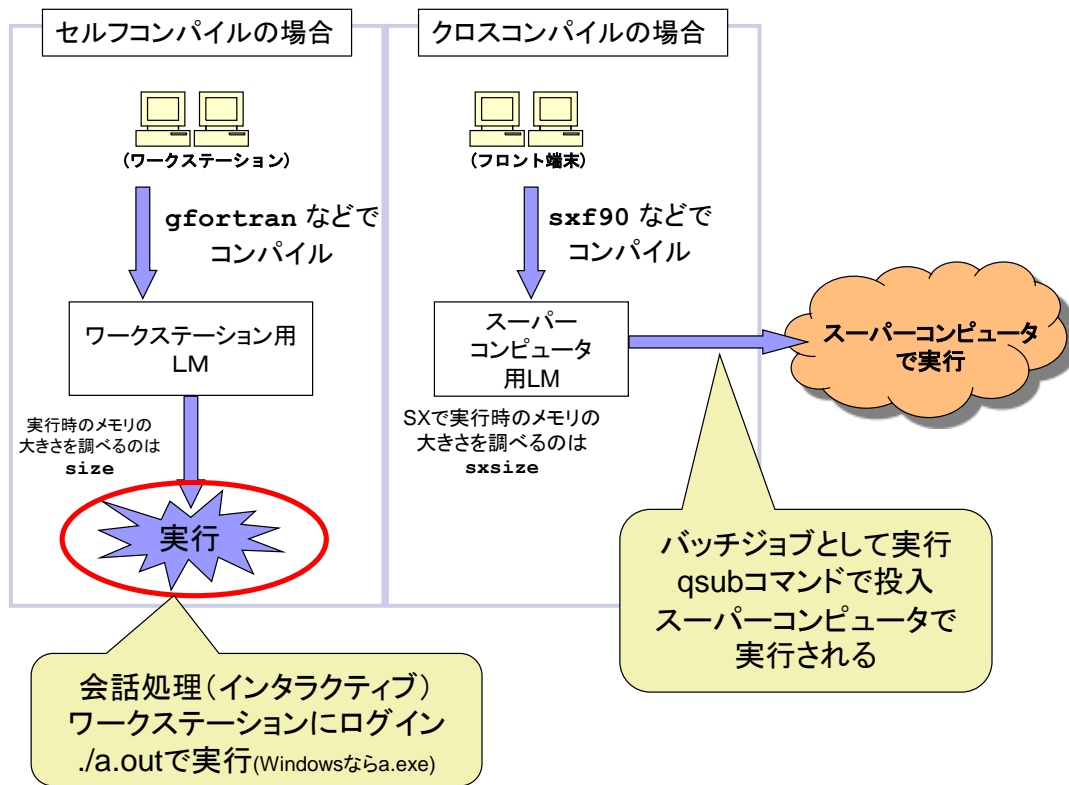 セルフコンパイルの場合
(ワークステーション)
gfortran などで
コンパイル
ワークステーション用
LM
実行時のメモリの
大きさを調べるのは
size
実行
会話処理(インタラクティブ)
ワークステーションにログイン
./a.outで実行(Windowsならa.exe)
クロスコンパイルの場合
(フロント端末)
sxf90 などで
コンパイル
スーパー
コンピュータ
用LM
SXで実行時のメモリの
大きさを調べるのは
sxsize
スーパーコンピュータ
で実行
バッチジョブとして実行
qsubコマンドで投入
スーパーコンピュータで
実行される